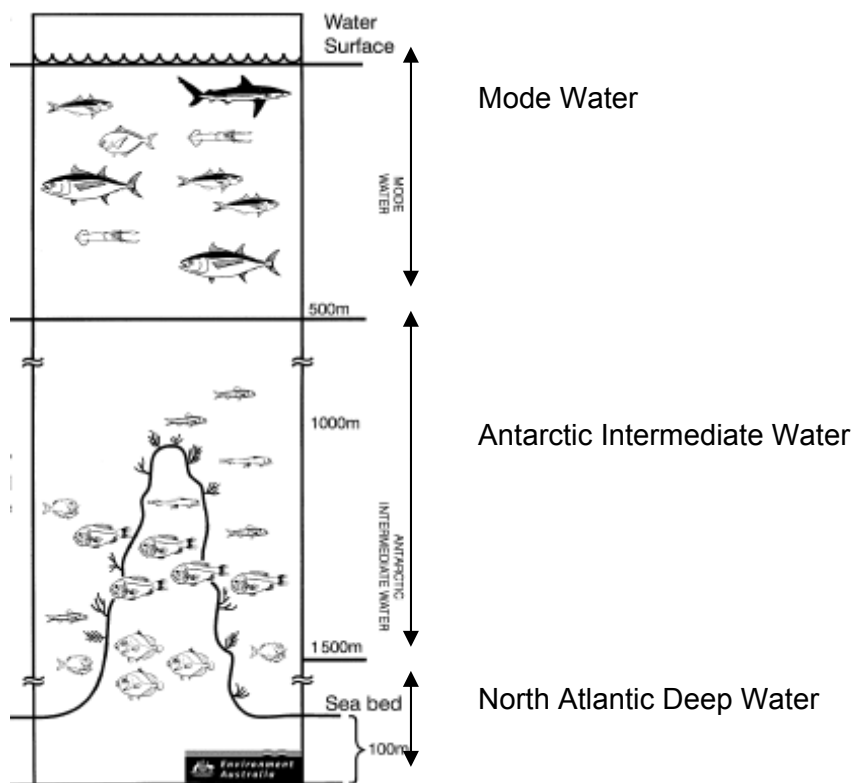 Water
Surface
Mode Water
MODE
WATER
500m
1000m
Antarctic Intermediate Water
ANTARCTIC
INTERMEDIATE WATER
1500m
North Atlantic Deep Water
Sea bed
100m
Environment
Australia